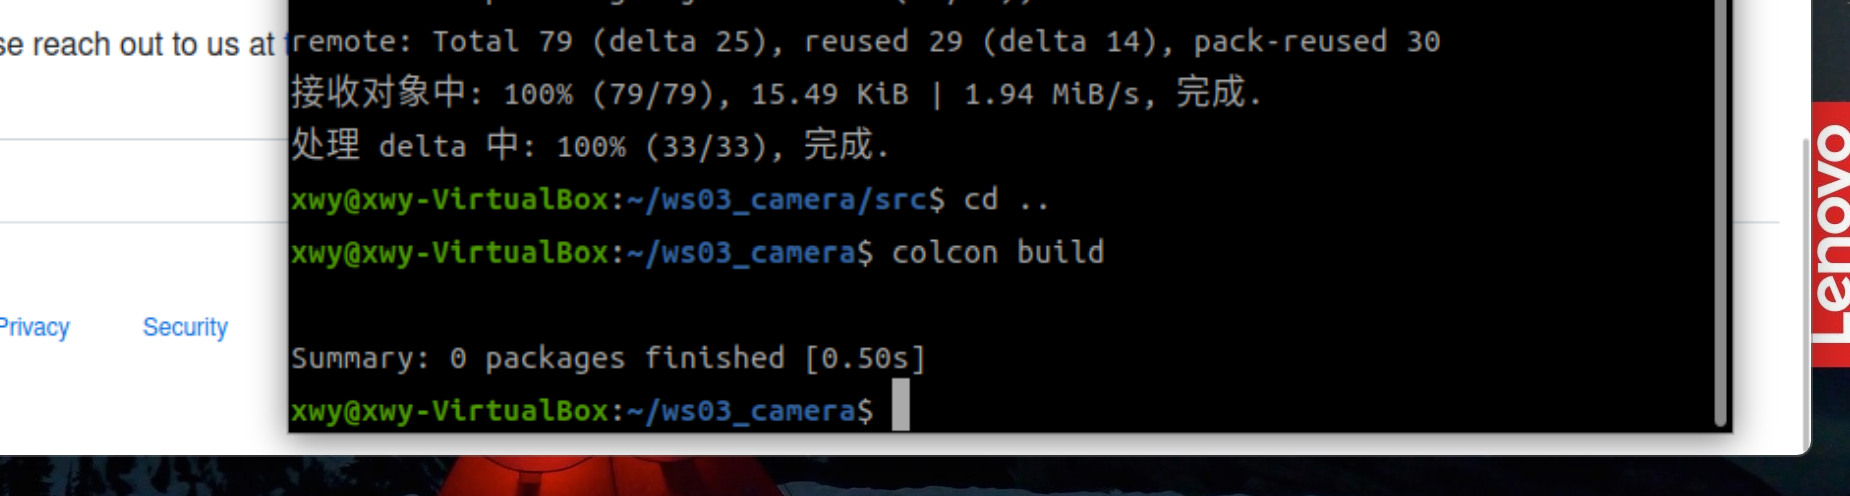 se reach out to us at
remote: Total 79 (delta 25), reused 29 (delta 14), pack-reused 30
接收对象中: 100% (79/79), 15.49 KiB | 1.94 MiB/s, 完成.
处理 delta 中: 100% (33/33), 完成.
xwy@xwy-VirtualBox:~/ws03_camera/src$ cd ..
xwy@xwy-VirtualBox:~/ws03_camera$ colcon build
Privacy
Security
Summary: 0 packages finished [0.50s]
xwy@xwy-VirtualBox:~/ws03_camera$
Lenovo